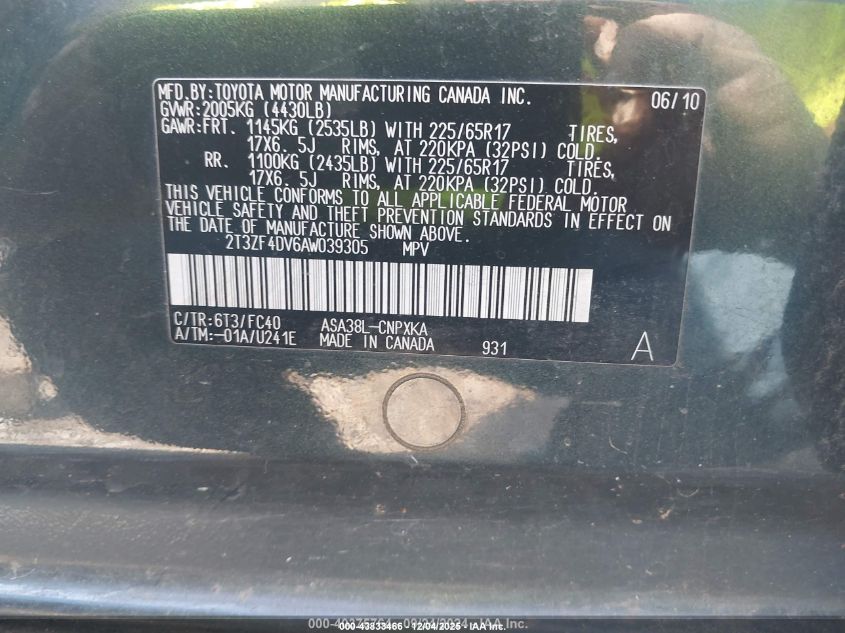 MFD.BY:TOYOTA MOTOR MANUFACTURING CANADA INC. 06/10
GVWR:2005KG (4430LB)
GAWR:FRT. 1145KG (2535LB) WITH 225/65R17 TIRES,
17X6. 5J RIMS, AT 220KPA (32PSI) COLD.
RR. 1100KG (2435LB) WITH 225/65R17 TIRES,
17X6. 5J RIMS, AT 220KPA (32PSI) COLD.
THIS VEHICLE CONFORMS TO ALL APPLICABLE FEDERAL MOTOR
VEHICLE SAFETY AND THEFT PREVENTION STANDARDS IN EFFECT ON
THE DATE OF MANUFACTURE SHOWN ABOVE.
2T3ZF4DV6AW039305 MPV
C/TR:6T3/FC40 ASA38L-CNPXKA
A/TM:-01A/U241E MADE IN CANADA 931 A
000-43833466 - 12/04/2025 - IAA Inc.